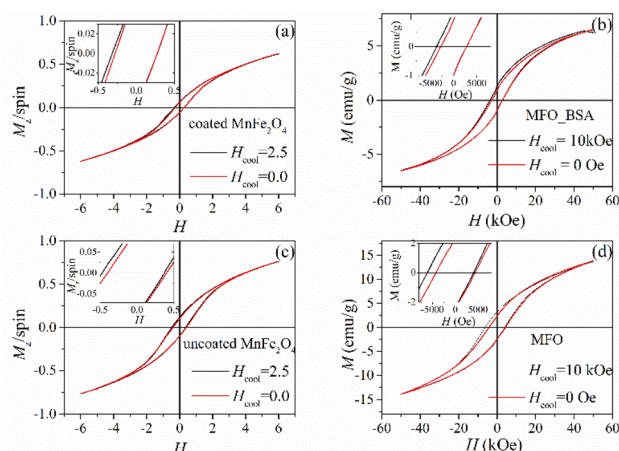 (a)
1.0
0.5
0.0
-0.5
-1.0
M_z/spin
-6 -4 -2 0 2 4 6
H
0.02
0.00
-0.02
M_z/spin
-0.5 0.0 0.5
H
coated MnFe₂O₄
H_cool=2.5
H_cool=0.0
(b)
5
0
-5
M (emu/g)
-60 -40 -20 0 20 40 60
H (kOe)
1
0
-1
M (emu/g)
-5000 0 5000
H (Oe)
MFO_BSA
H_cool = 10kOe
H_cool = 0 Oe
(c)
1.0
0.5
0.0
-0.5
-1.0
M_z/spin
-6 -4 -2 0 2 4 6
H
0.05
0.00
-0.05
M_z/spin
-0.5 0.0 0.5
H
uncoated MnFe₂O₄
H_cool=2.5
H_cool=0.0
(d)
15
10
5
0
-5
-10
-15
M (emu/g)
-60 -40 -20 0 20 40 60
H (kOe)
2
0
-2
M (emu/g)
-5000 0 5000
H (Oe)
MFO
H_cool=10 kOe
H_cool=0 Oe